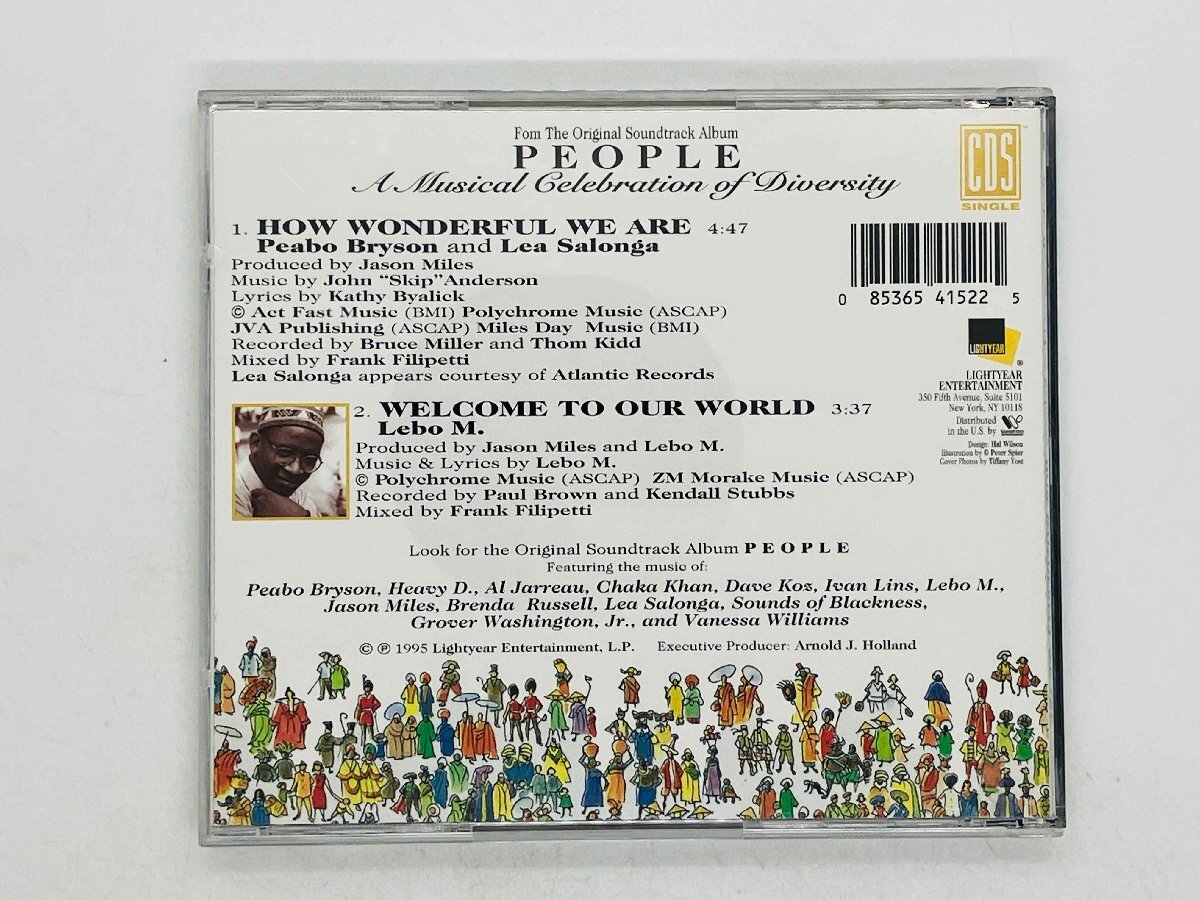 Fom The Original Soundtrack Album
PEOPLE
A Musical Celebration of Diversity
CDS
SINGLE
1. HOW WONDERFUL WE ARE 4:47
Peabo Bryson and Lea Salonga
Produced by Jason Miles
Music by John “Skip”Anderson
Lyrics by Kathy Byalick
© Act Fast Music (BMI) Polychrome Music (ASCAP)
JVA Publishing (ASCAP) Miles Day Music (BMI)
Recorded by Bruce Miller and Thom Kidd
Mixed by Frank Filipetti
Lea Salonga appears courtesy of Atlantic Records
0 85365 41522 5
LIGHTYEAR
®
LIGHTYEAR
ENTERTAINMENT
350 Fifth Avenue, Suite 5101
New York, NY 10118
Distributed
in the U.S. by
Design: Hal Wilson
Illustration by © Peter Spier
Cover Photos by Tiffany Yost
2. WELCOME TO OUR WORLD 3:37
Lebo M.
Produced by Jason Miles and Lebo M.
Music & Lyrics by Lebo M.
© Polychrome Music (ASCAP) ZM Morake Music (ASCAP)
Recorded by Paul Brown and Kendall Stubbs
Mixed by Frank Filipetti
Look for the Original Soundtrack Album PEOPLE
Featuring the music of:
Peabo Bryson, Heavy D., Al Jarreau, Chaka Khan, Dave Koz, Ivan Lins, Lebo M.,
Jason Miles, Brenda Russell, Lea Salonga, Sounds of Blackness,
Grover Washington, Jr., and Vanessa Williams
© ℗ 1995 Lightyear Entertainment, L.P. Executive Producer: Arnold J. Holland